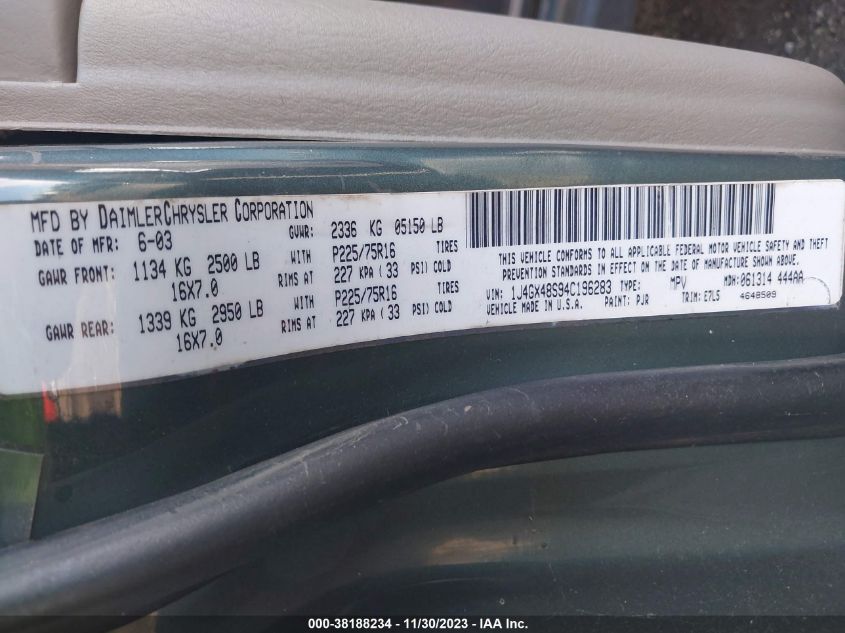 MFD BY DAIMLERCHRYSLER CORPORATION
DATE OF MFR: 6-03 GVWR: 2336 KG 05150 LB
GAWR FRONT: 1134 KG 2500 LB WITH P225/75R16 TIRES
16X7.0 RIMS AT 227 KPA ( 33 PSI) COLD
GAWR REAR: 1339 KG 2950 LB WITH P225/75R16 TIRES
16X7.0 RIMS AT 227 KPA ( 33 PSI) COLD
THIS VEHICLE CONFORMS TO ALL APPLICABLE FEDERAL MOTOR VEHICLE SAFETY AND THEFT
PREVENTION STANDARDS IN EFFECT ON THE DATE OF MANUFACTURE SHOWN ABOVE.
VIN: 1J4GX48S94C196283 TYPE: MPV MDH: 061314 444AA
VEHICLE MADE IN U.S.A. PAINT: PJR TRIM: E7L5 4648509
000-38188234 - 11/30/2023 - IAA Inc.